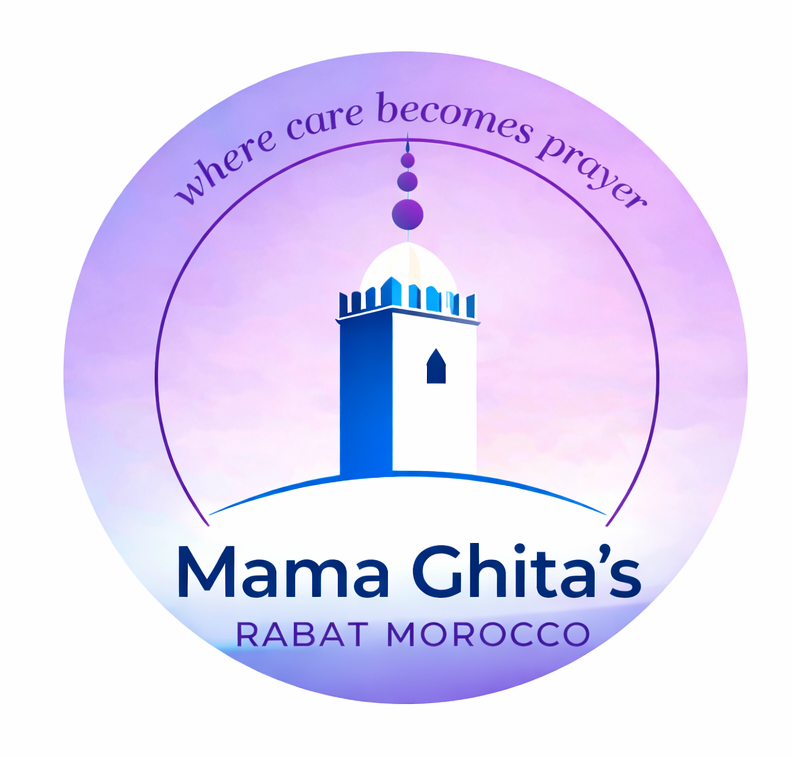 where care becomes prayer
Mama Ghita’s
RABAT MOROCCO